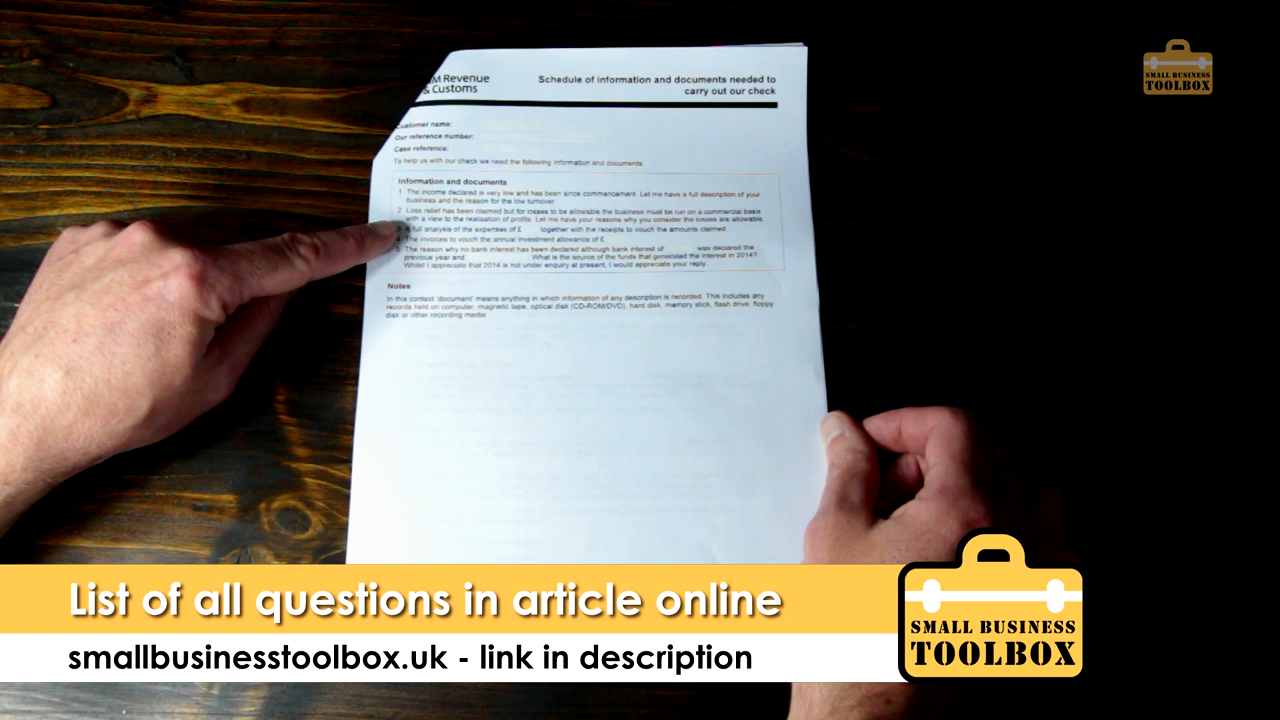 M Revenue
& Customs
Schedule of information and documents needed to
carry out our check
Customer name:
Our reference number:
Case reference:
To help us with our check we need the following information and documents:
Information and documents
1 The income declared is very low and has been since commencement. Let me have a full description of your
business and the reason for the low turnover
2 Loss relief has been claimed but for losses to be allowable the business must be run on a commercial basis
with a view to the realisation of profits. Let me have your reasons why you consider the losses are allowable.
3 A full analysis of the expenses of £ together with the receipts to vouch the amounts claimed.
4 The invoices to vouch the annual investment allowance of £
5 The reason why no bank interest has been declared although bank interest of was declared the
previous year and What is the source of the funds that generated the interest in 2014?
Whilst I appreciate that 2014 is not under enquiry at present, I would appreciate your reply.
Notes
In this context 'document' means anything in which information of any description is recorded. This includes any
records held on computer, magnetic tape, optical disk (CD-ROM/DVD), hard disk, memory stick, flash drive, floppy
disk or other recording media
SMALL BUSINESS
TOOLBOX
List of all questions in article online
smallbusinesstoolbox.uk - link in description
SMALL BUSINESS
TOOLBOX